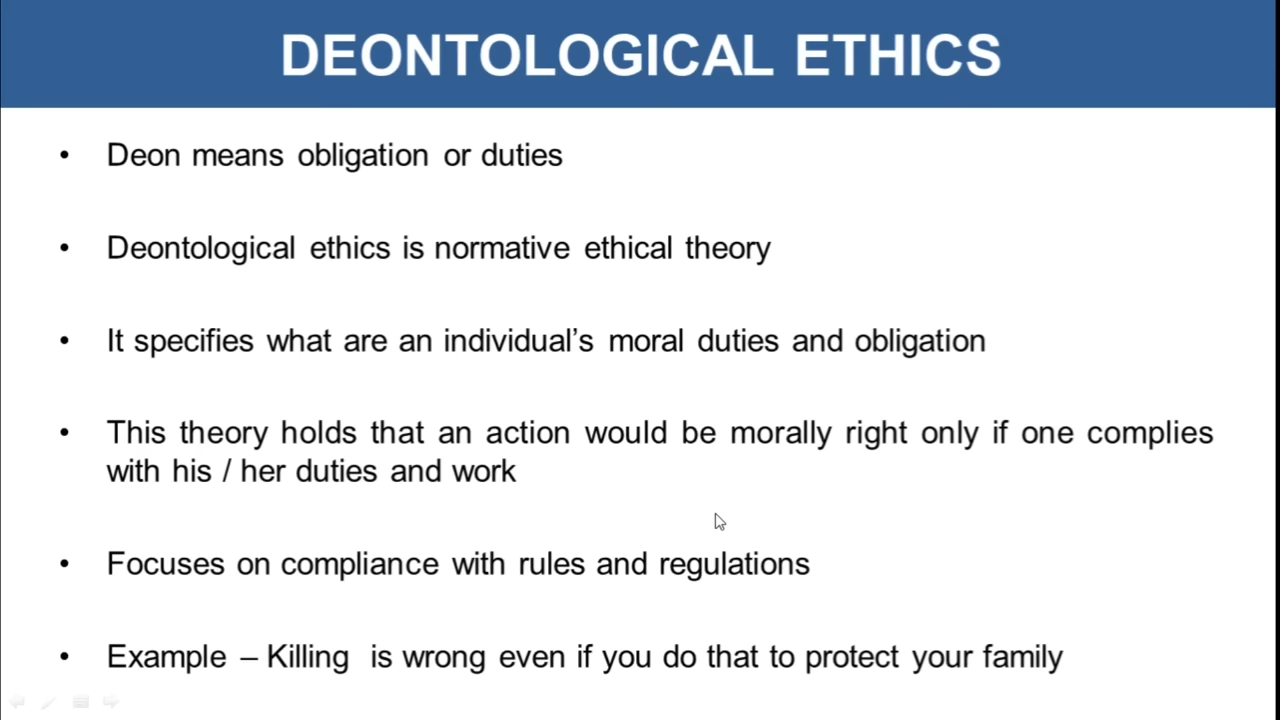 DEONTOLOGICAL ETHICS
• Deon means obligation or duties
• Deontological ethics is normative ethical theory
• It specifies what are an individual’s moral duties and obligation
• This theory holds that an action would be morally right only if one complies
with his / her duties and work
• Focuses on compliance with rules and regulations
• Example – Killing is wrong even if you do that to protect your family